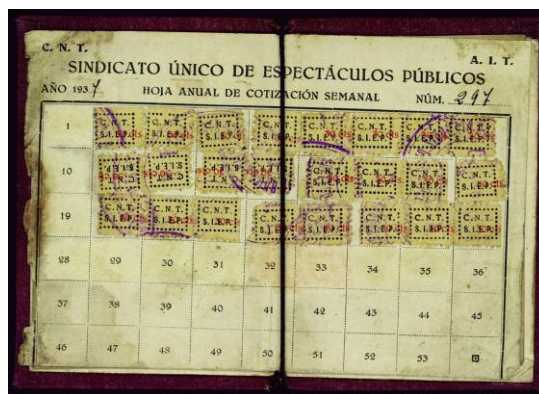 C. N. T.
A. I. T.
SINDICATO ÚNICO DE ESPECTÁCULOS PÚBLICOS
AÑO 1937 HOJA ANUAL DE COTIZACIÓN SEMANAL NÚM. 297
1 C.N.T. C.N.T. C.N.T. C.N.T. C.N.T. C.N.T. C.N.T. C.N.T.
S.I.E.P. S.I.E.P. S.I.E.P. S.I.E.P. S.I.E.P. S.I.E.P. S.I.E.P. S.I.E.P.
10 C.N.T. C.N.T. C.N.T. C.N.T. C.N.T. C.N.T. C.N.T. C.N.T.
S.I.E.P. S.I.E.P. S.I.E.P. S.I.E.P. S.I.E.P. S.I.E.P. S.I.E.P. S.I.E.P.
19 C.N.T. C.N.T. C.N.T. C.N.T. C.N.T. C.N.T. C.N.T. C.N.T.
S.I.E.P. S.I.E.P. S.I.E.P. S.I.E.P. S.I.E.P. S.I.E.P. S.I.E.P. S.I.E.P.
28 29 30 31 32 33 34 35 36
37 38 39 40 41 42 43 44 45
46 47 48 49 50 51 52 53